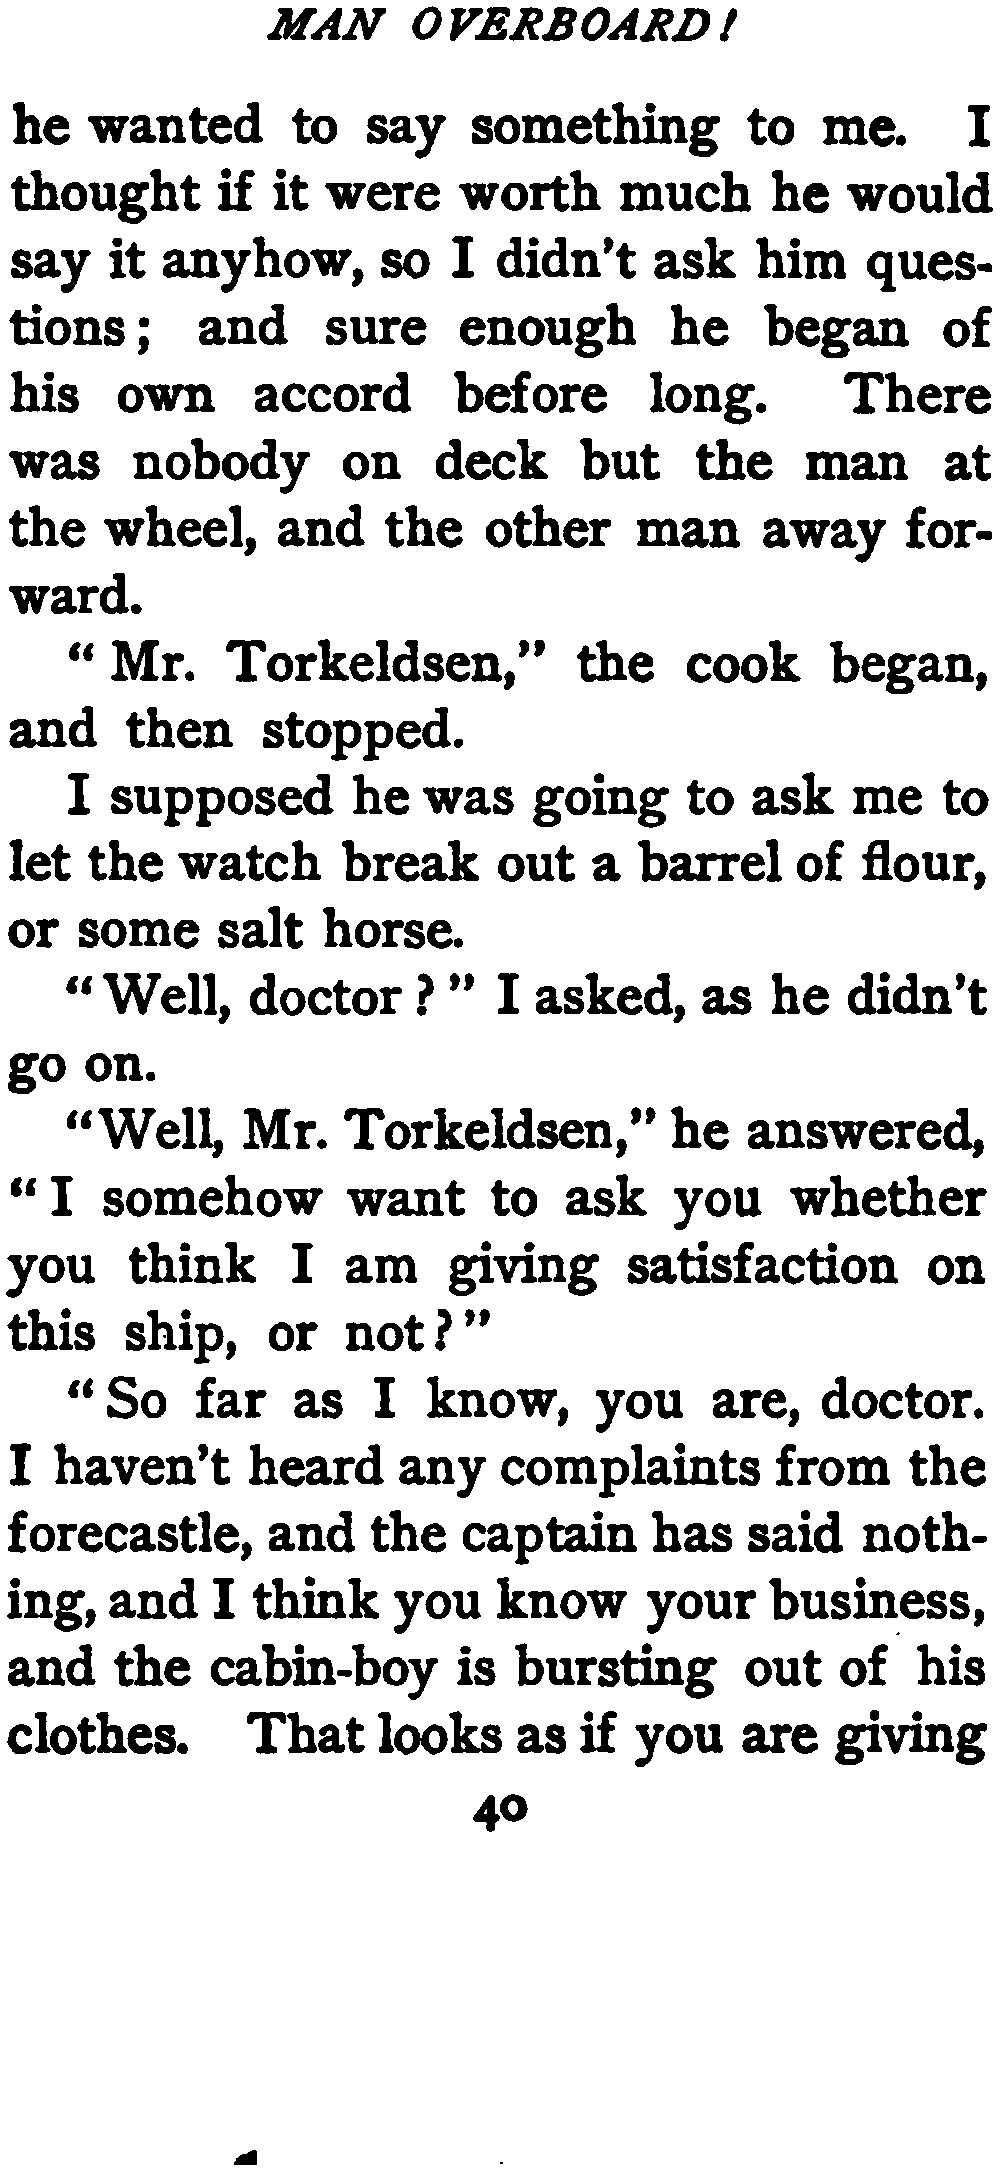 MAN OVERBOARD!
he wanted to say something to me. I
thought if it were worth much he would
say it anyhow, so I didn't ask him ques-
tions; and sure enough he began of
his own accord before long. There
was nobody on deck but the man at
the wheel, and the other man away for-
ward.
"Mr. Torkeldsen," the cook began,
and then stopped.
I supposed he was going to ask me to
let the watch break out a barrel of flour,
or some salt horse.
"Well, doctor?" I asked, as he didn't
go on.
"Well, Mr. Torkeldsen," he answered,
"I somehow want to ask you whether
you think I am giving satisfaction on
this ship, or not?"
"So far as I know, you are, doctor.
I haven't heard any complaints from the
forecastle, and the captain has said noth-
ing, and I think you know your business,
and the cabin-boy is bursting out of his
clothes. That looks as if you are giving
40